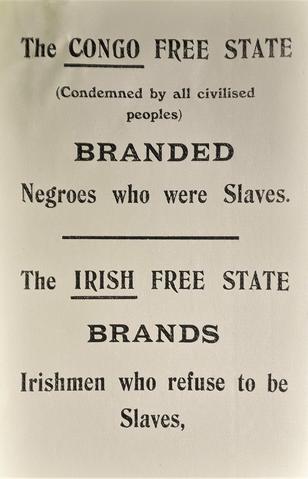 The CONGO FREE STATE
(Condemned by all civilised
peoples)
BRANDED
Negroes who were Slaves.
The IRISH FREE STATE
BRANDS
Irishmen who refuse to be
Slaves,